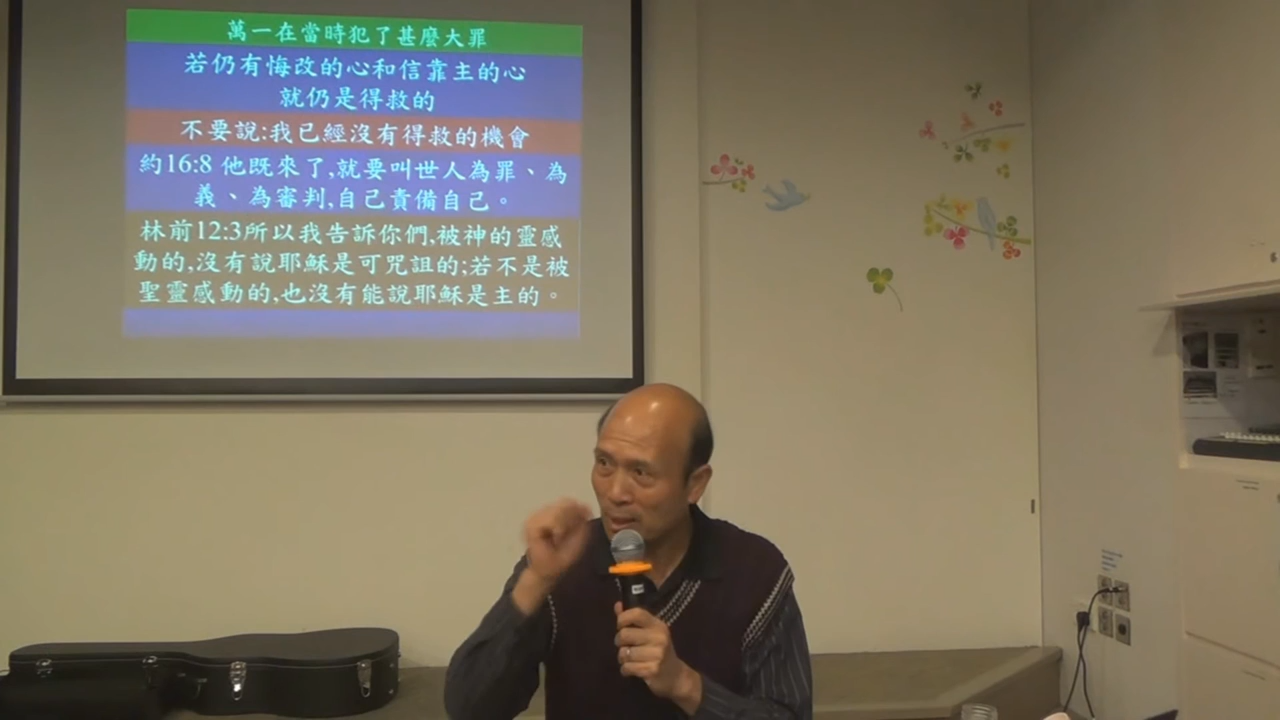 萬一在當時犯了甚麼大罪
若仍有悔改的心和信靠主的心
就仍是得救的
不要說:我已經沒有得救的機會
約16:8 他既來了,就要叫世人為罪、為
義、為審判,自己責備自己。
林前12:3所以我告訴你們,被神的靈感
動的,沒有說耶穌是可咒詛的;若不是被
聖靈感動的,也沒有能說耶穌是主的。